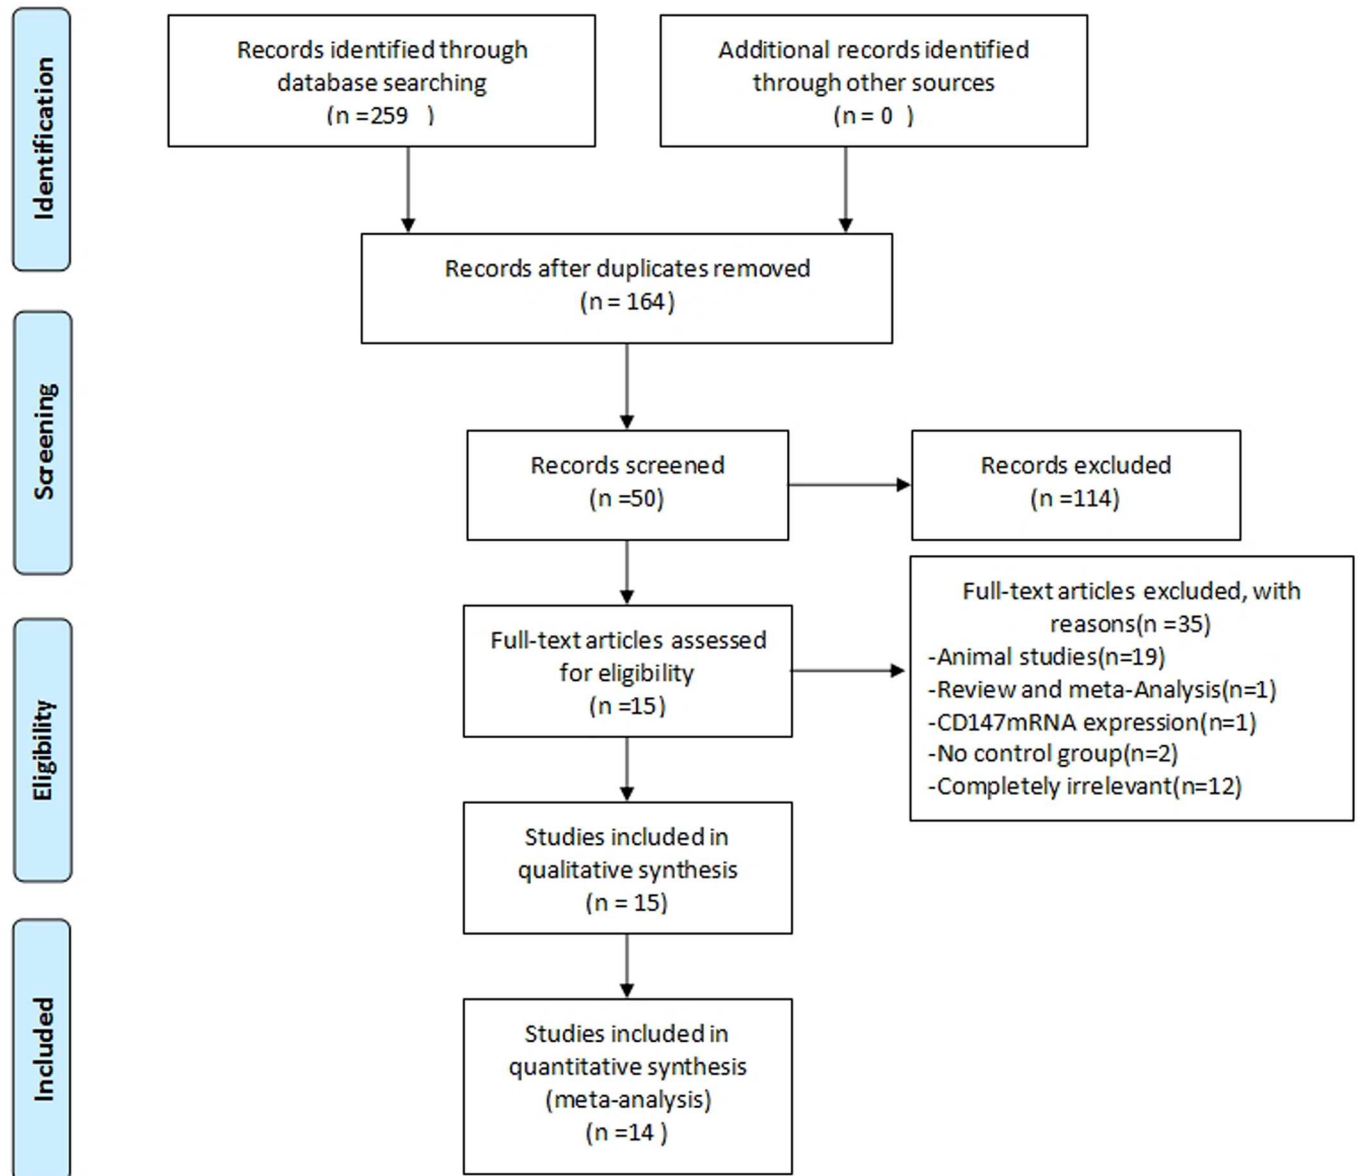 Identification
Records identified through
database searching
(n =259   )
Additional records identified
through other sources
(n = 0  )
Records after duplicates removed
(n = 164)
Screening
Records screened
(n =50)
Records excluded
(n =114)
Eligibility
Full-text articles assessed
for eligibility
(n =15)
Full-text articles excluded, with
reasons(n =35)
-Animal studies(n=19)
-Review and meta-Analysis(n=1)
-CD147mRNA expression(n=1)
-No control group(n=2)
-Completely irrelevant(n=12)
Studies included in
qualitative synthesis
(n = 15)
Included
Studies included in
quantitative synthesis
(meta-analysis)
(n =14 )